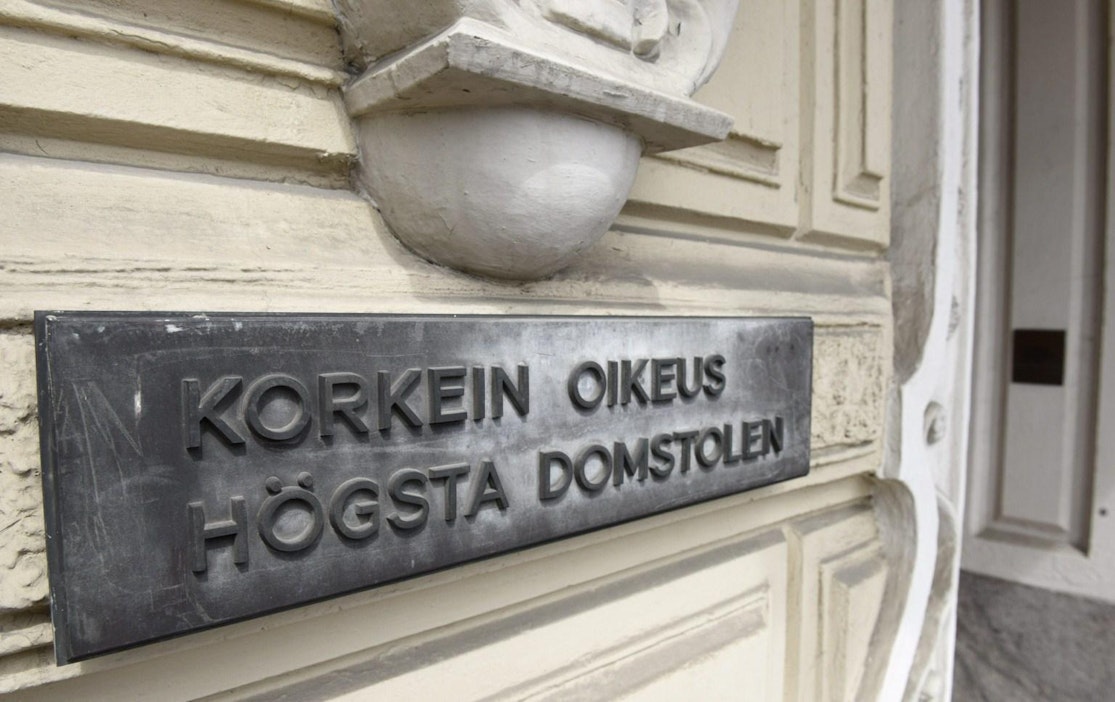 KORKEIN OIKEUS
HÖGSTA DOMSTOLEN